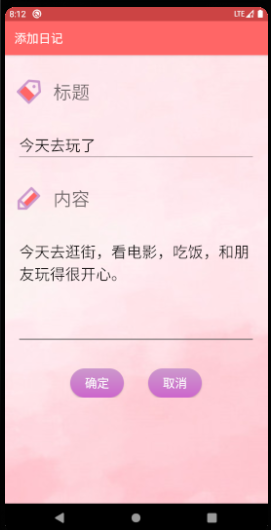 8:12 LTE
添加日记
标题
今天去玩了
内容
今天去逛街，看电影，吃饭，和朋
友玩得很开心。
确定 取消